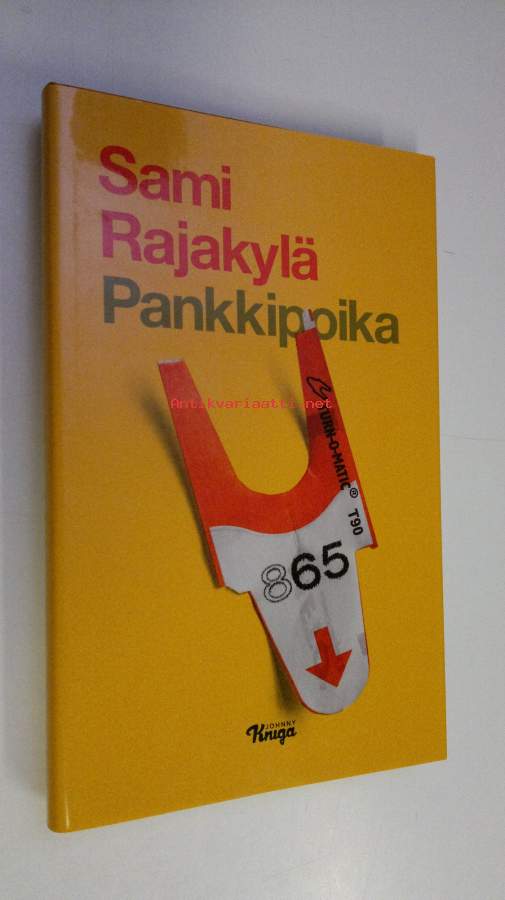 Sami
Rajakylä
Pankkipoika
Antikvariaatti.net
TURN-O-MATIC® T90
865
JOHNNY
Kniga